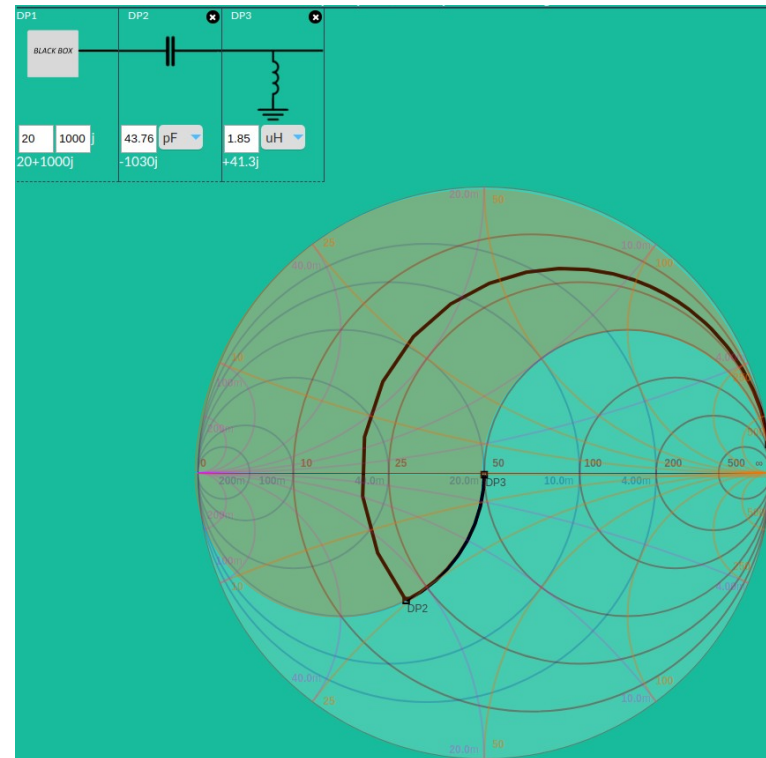 DP1 DP2 DP3
BLACK BOX
20 1000 j 43.76 pF 1.85 uH
20+1000j -1030j +41.3j
20.0m 50
25 10.0m
40.0m 100
10 4.00m
0 10 25 50 100 200 500 ∞
200m 100m 40.0m 20.0m DP3 10.0m 4.00m
200m
10
DP2
40.0m 100
25 10.0m
20.0m 50